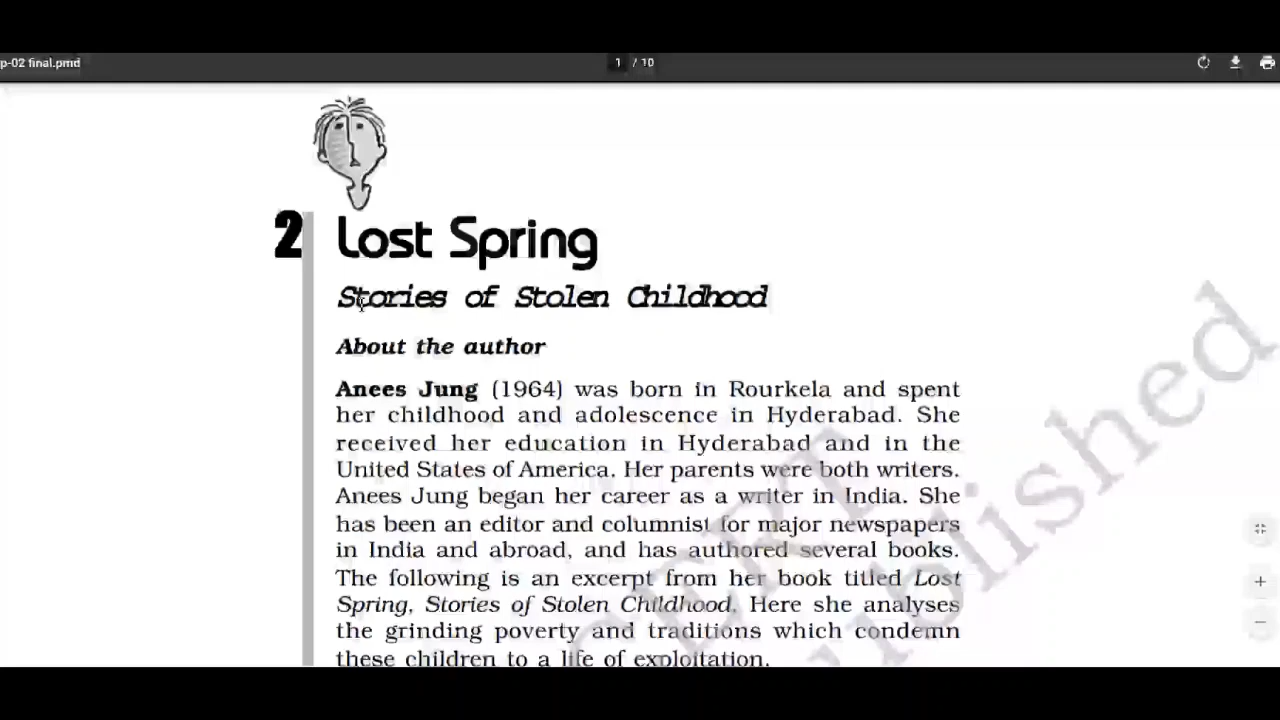 p-02 final.pmd
1 / 10
2 Lost Spring
Stories of Stolen Childhood
About the author
Anees Jung (1964) was born in Rourkela and spent
her childhood and adolescence in Hyderabad. She
received her education in Hyderabad and in the
United States of America. Her parents were both writers.
Anees Jung began her career as a writer in India. She
has been an editor and columnist for major newspapers
in India and abroad, and has authored several books.
The following is an excerpt from her book titled Lost
Spring, Stories of Stolen Childhood. Here she analyses
the grinding poverty and traditions which condemn
these children to a life of exploitation.